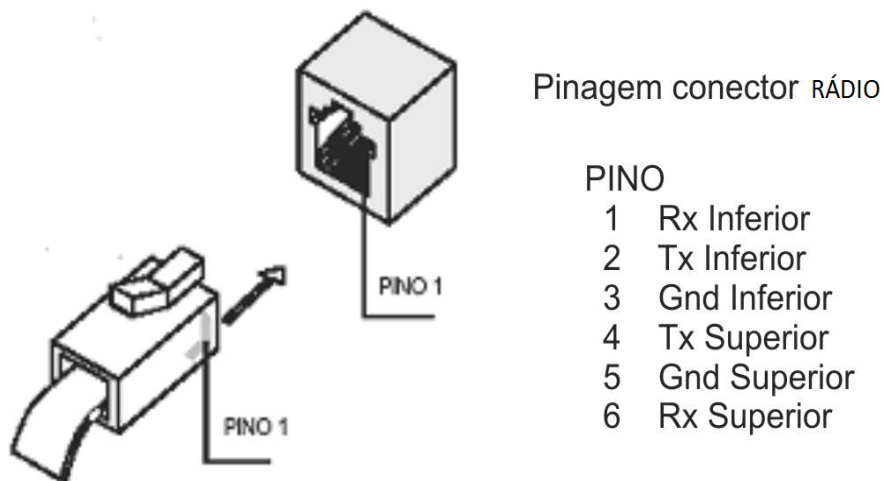 Pinagem conector RÁDIO
PINO
1 Rx Inferior
2 Tx Inferior
3 Gnd Inferior
4 Tx Superior
5 Gnd Superior
6 Rx Superior
PINO 1
PINO 1